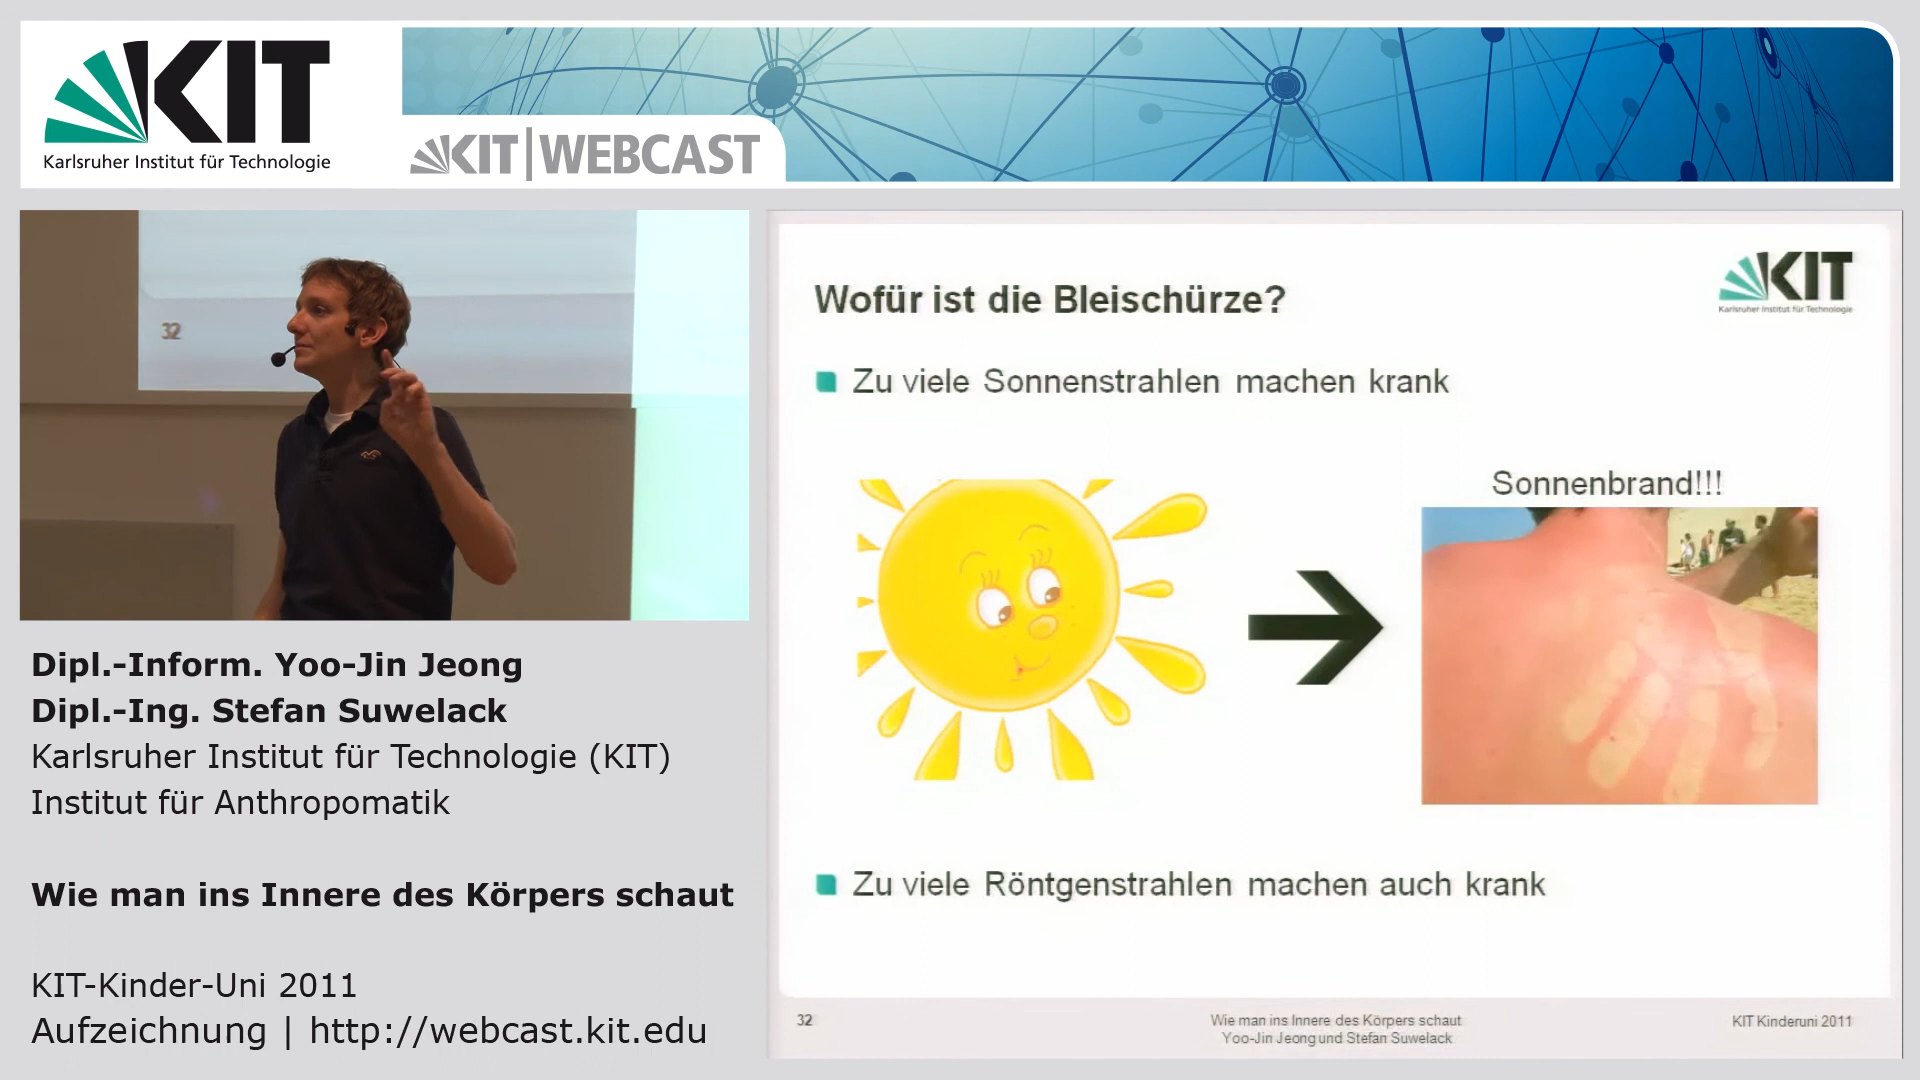 KIT
Karlsruher Institut für Technologie
KIT | WEBCAST
32
Dipl.-Inform. Yoo-Jin Jeong
Dipl.-Ing. Stefan Suwelack
Karlsruher Institut für Technologie (KIT)
Institut für Anthropomatik
Wie man ins Innere des Körpers schaut
KIT-Kinder-Uni 2011
Aufzeichnung | http://webcast.kit.edu
Wofür ist die Bleischürze?
KIT
Karlsruher Institut für Technologie
Zu viele Sonnenstrahlen machen krank
Sonnenbrand!!!
Zu viele Röntgenstrahlen machen auch krank
32
Wie man ins Innere des Körpers schaut
Yoo-Jin Jeong und Stefan Suwelack
KIT Kinderuni 2011